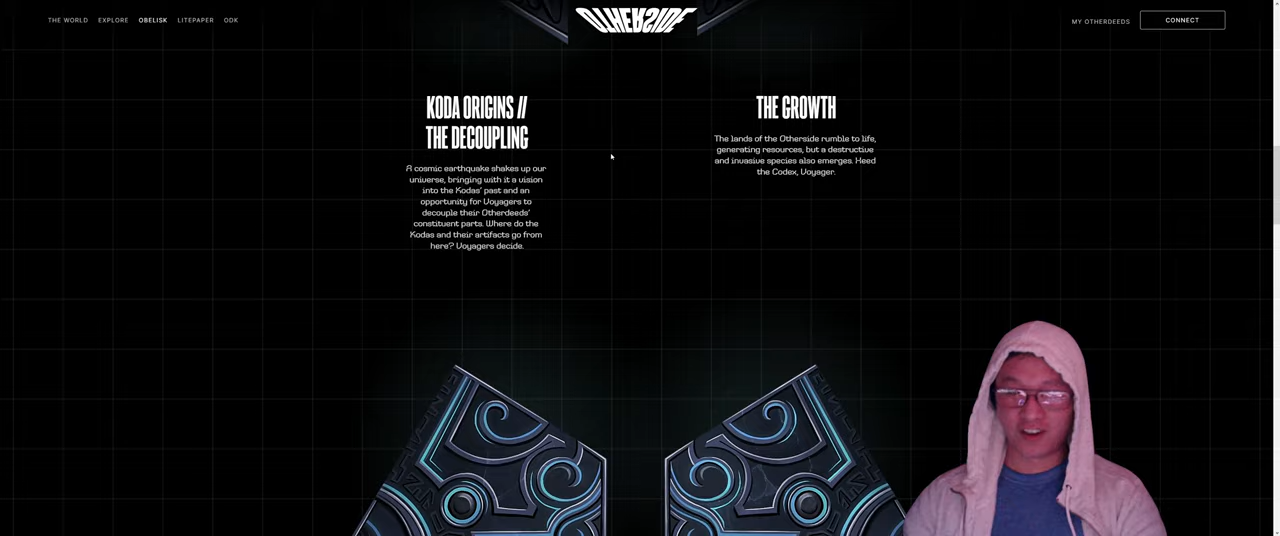 THE WORLD EXPLORE OBELISK LITEPAPER ODK
OTHERSIDE
MY OTHERDEEDS
CONNECT
KODA ORIGINS //
THE DECOUPLING
A cosmic earthquake shakes up our
universe, bringing with it a vision
into the Kodas' past and an
opportunity for Voyagers to
decouple their Otherdeeds'
constituent parts. Where do the
Kodas and their artifacts go from
here? Voyagers decide.
THE GROWTH
The lands of the Otherside rumble to life,
generating resources, but a destructive
and invasive species also emerges. Heed
the Codex, Voyager.